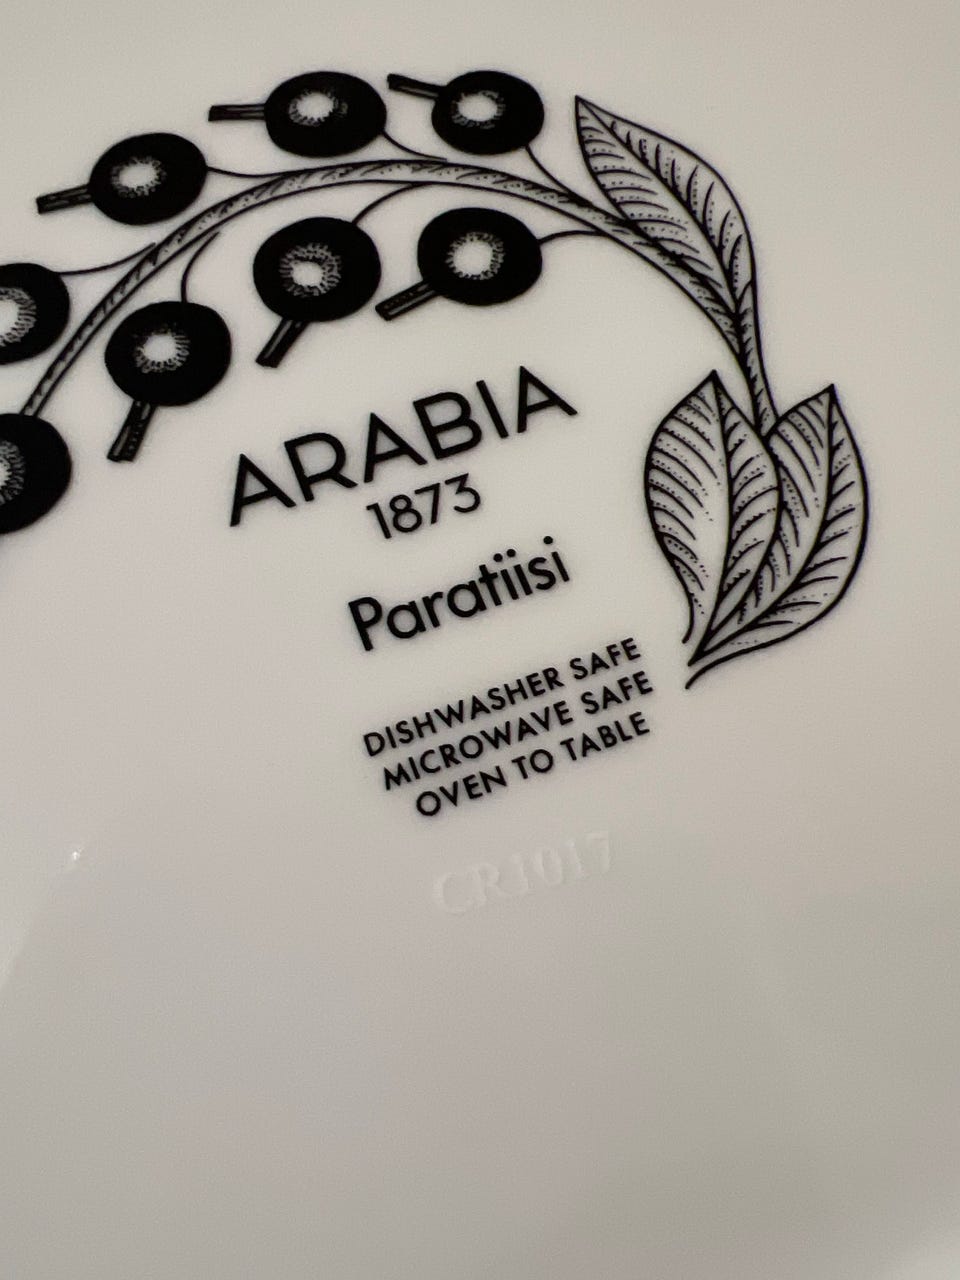 ARABIA
1873
Paratiisi
DISHWASHER SAFE
MICROWAVE SAFE
OVEN TO TABLE
CR1017